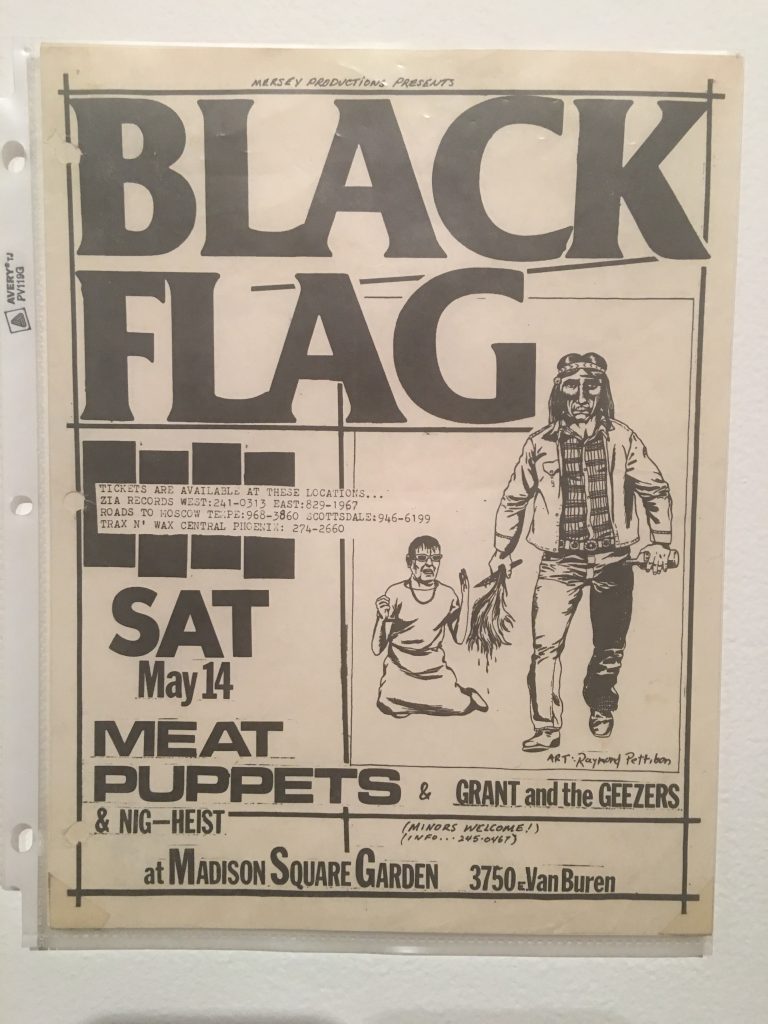 MERSEY PRODUCTIONS PRESENTS
BLACK
FLAG
TICKETS ARE AVAILABLE AT THESE LOCATIONS...
ZIA RECORDS WEST:241-0313 EAST:829-1967
ROADS TO MOSCOW TEMPE:968-3860 SCOTTSDALE:946-6199
TRAX N' WAX CENTRAL PHOENIX: 274-2660
SAT
May 14
ART·Raymond Pettibon
MEAT
PUPPETS & GRANT and the GEEZERS
& NIG-HEIST
(MINORS WELCOME!)
(INFO...245-0467)
at MADISON SQUARE GARDEN 3750 E. Van Buren
AVERY® TJ
PV119G